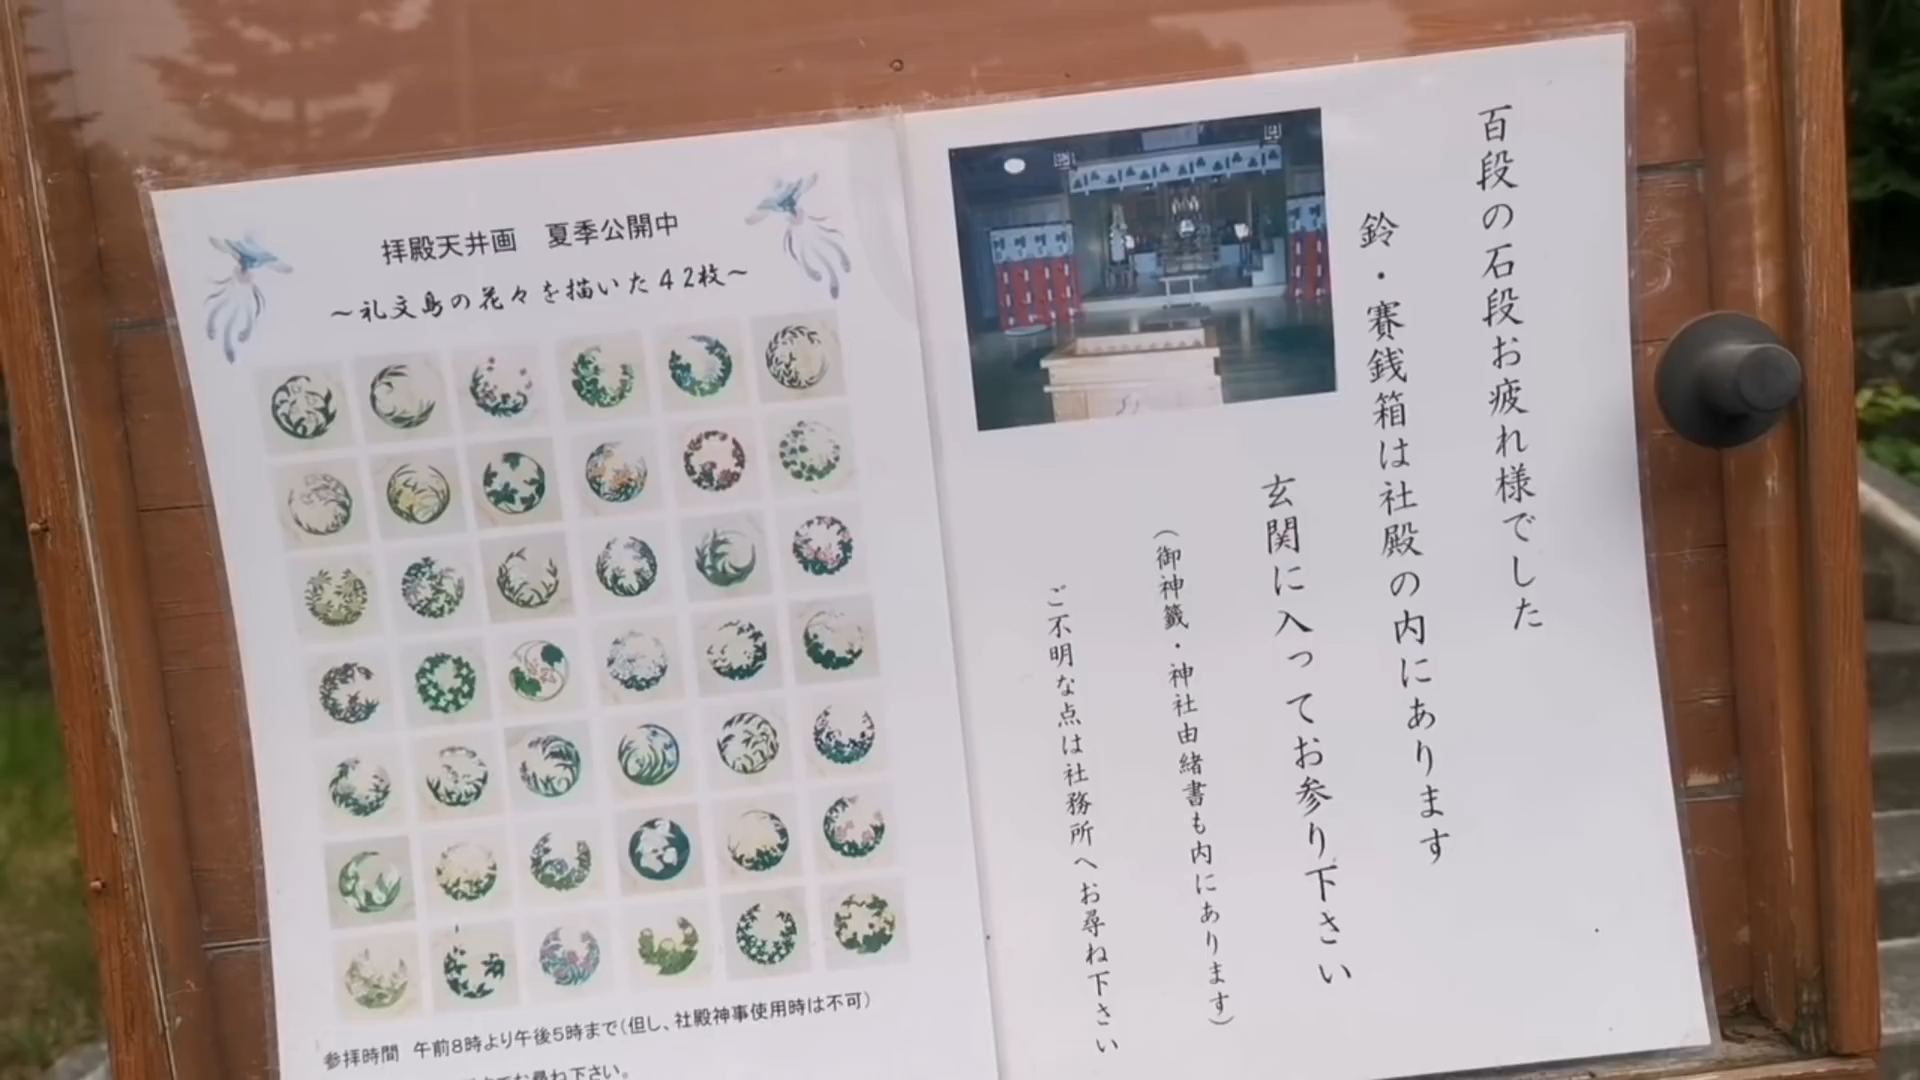 拝殿天井画　夏季公開中
～礼文島の花々を描いた42枚～
参拝時間　午前8時より午後5時まで（但し、社殿神事使用時は不可）
お尋ね下さい。
百段の石段お疲れ様でした
鈴・賽銭箱は社殿の内にあります
玄関に入ってお参り下さい
（御神籤・神社由緒書も内にあります）
ご不明な点は社務所へお尋ね下さい